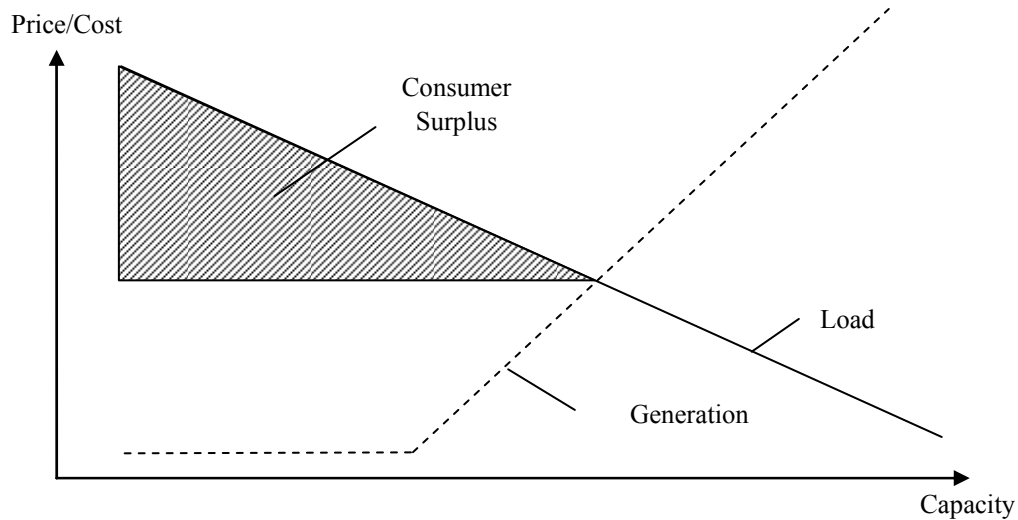 Price/Cost
Consumer
Surplus
Load
Generation
Capacity